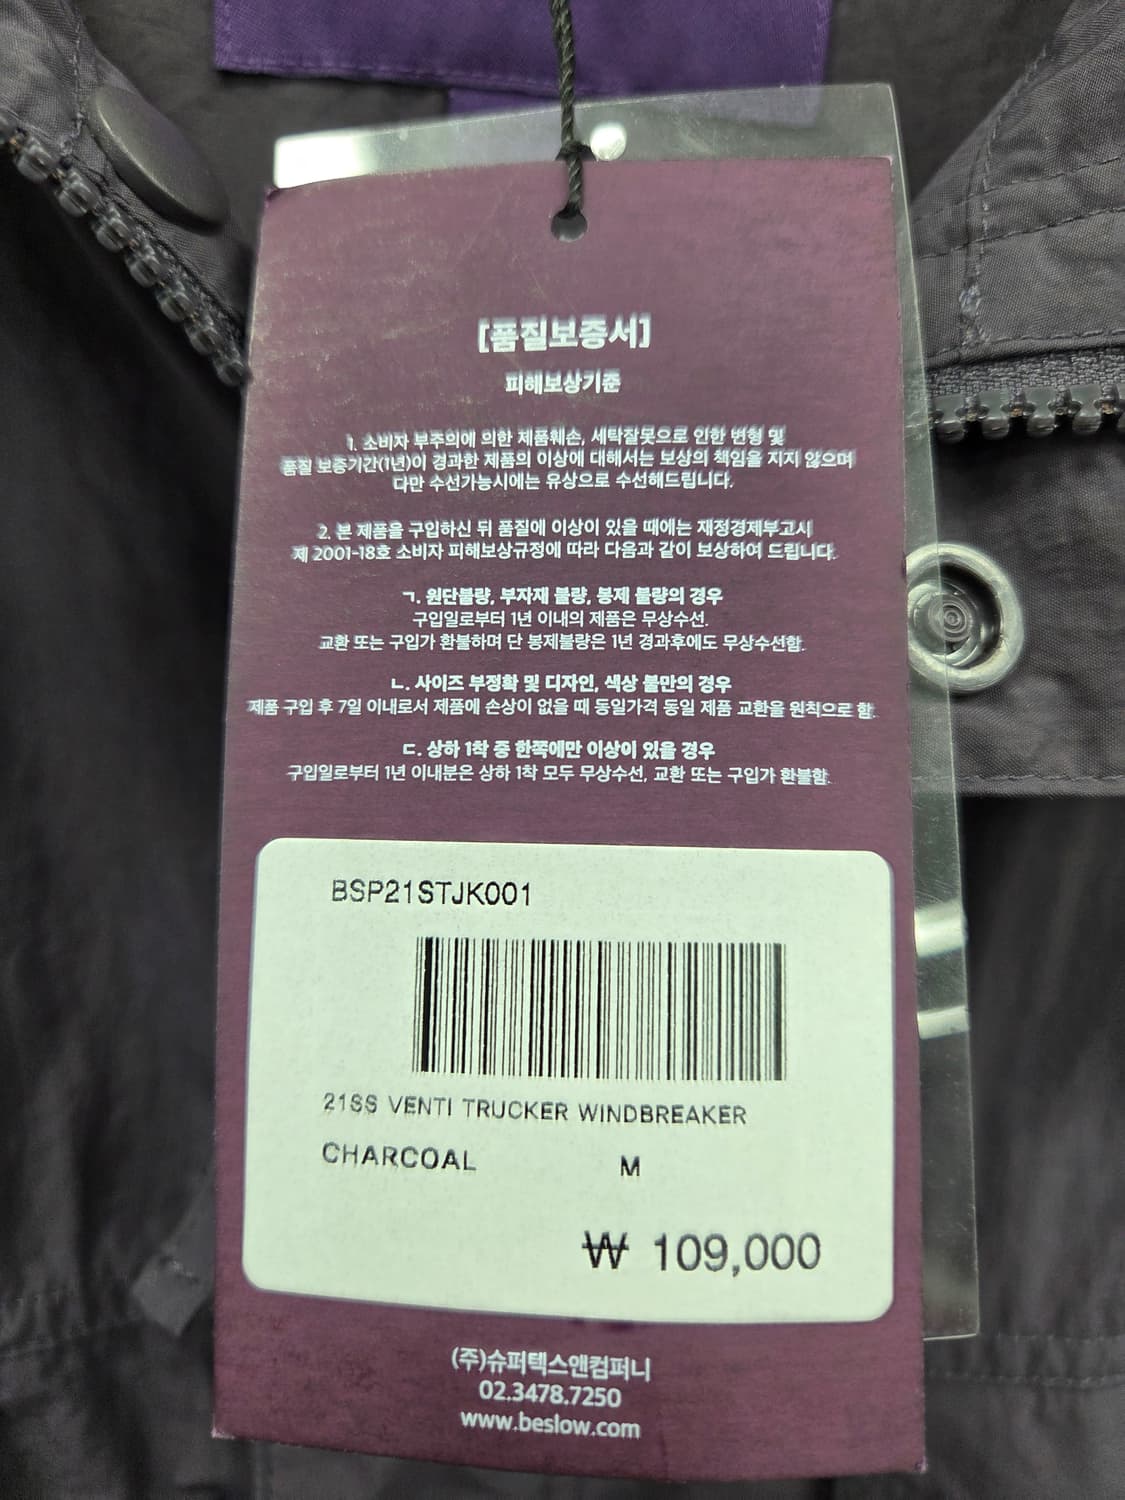 [품질보증서]
피해보상기준
1. 소비자 부주의에 의한 제품훼손, 세탁잘못으로 인한 변형 및
품질 보증기간(1년)이 경과한 제품의 이상에 대해서는 보상의 책임을 지지 않으며
다만 수선가능시에는 유상으로 수선해드립니다.
2. 본 제품을 구입하신 뒤 품질에 이상이 있을 때에는 재정경제부고시
제 2001-18호 소비자 피해보상규정에 따라 다음과 같이 보상하여 드립니다.
ㄱ. 원단불량, 부자재 불량, 봉제 불량의 경우
구입일로부터 1년 이내의 제품은 무상수선.
교환 또는 구입가 환불하며 단 봉제불량은 1년 경과후에도 무상수선함.
ㄴ. 사이즈 부정확 및 디자인, 색상 불만의 경우
제품 구입 후 7일 이내로서 제품에 손상이 없을 때 동일가격 동일 제품 교환을 원칙으로 함.
ㄷ. 상하 1착 중 한쪽에만 이상이 있을 경우
구입일로부터 1년 이내분은 상하 1착 모두 무상수선, 교환 또는 구입가 환불함.
BSP21STJK001
21SS VENTI TRUCKER WINDBREAKER
CHARCOAL M
₩ 109,000
(주)슈퍼텍스앤컴퍼니
02.3478.7250
www.beslow.com